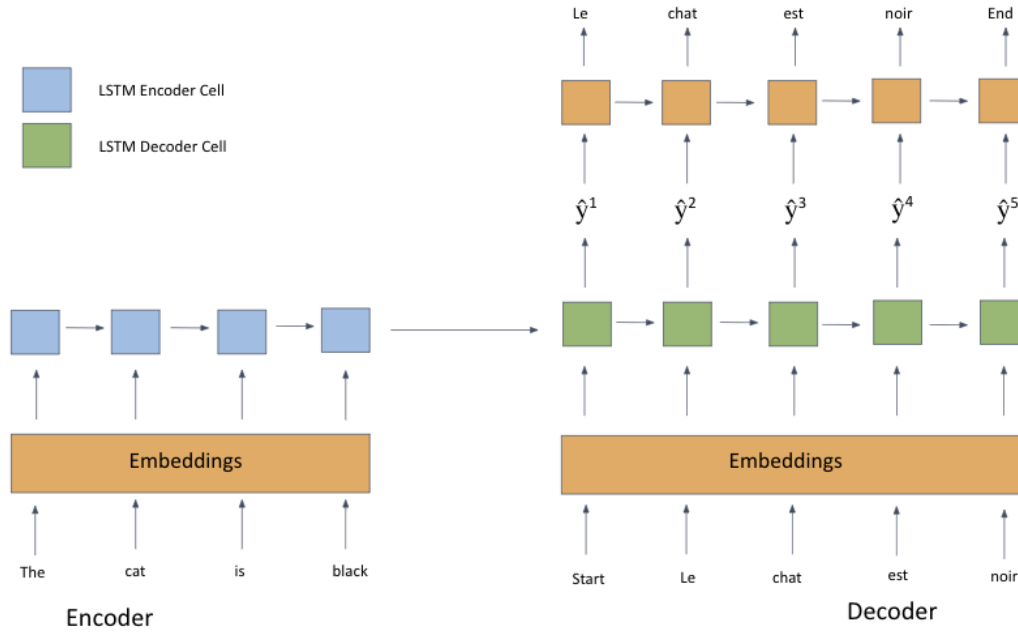 Le chat est noir End
LSTM Encoder Cell
LSTM Decoder Cell
ŷ¹ ŷ² ŷ³ ŷ⁴ ŷ⁵
Embeddings Embeddings
The cat is black Start Le chat est noir
Encoder Decoder